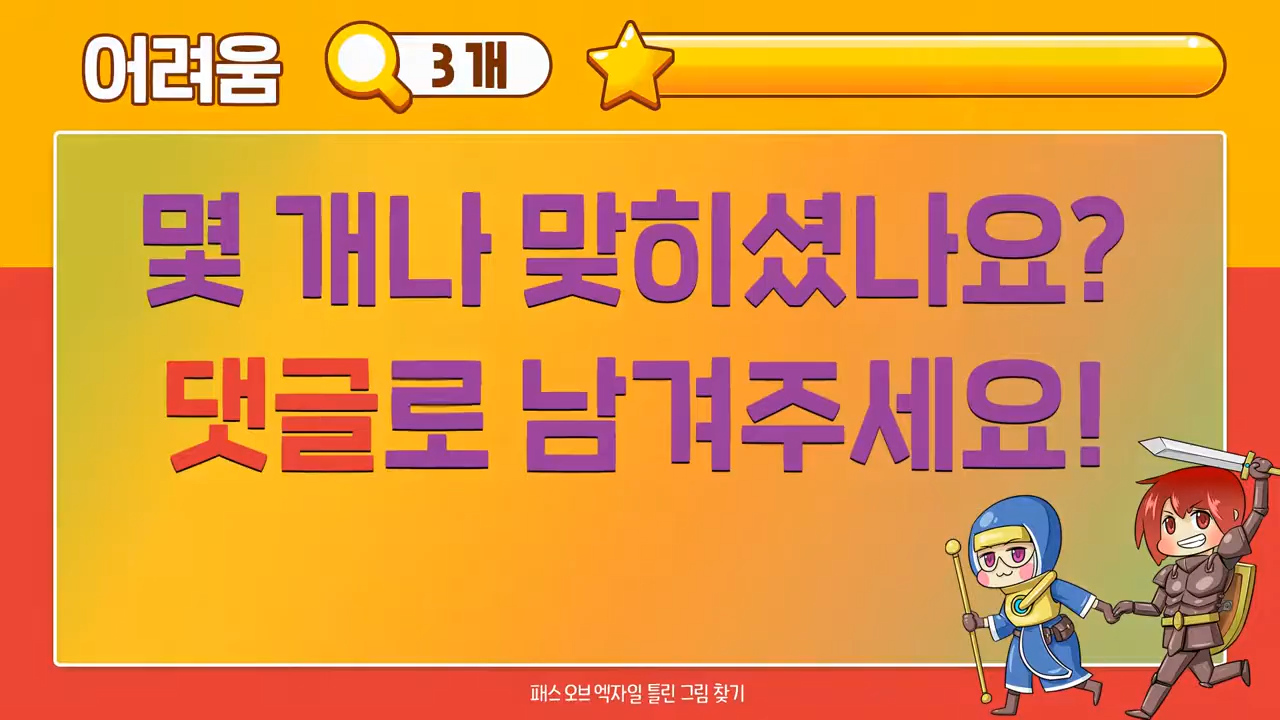 어려움
3 개
몇 개나 맞히셨나요?
댓글로 남겨주세요!
패스 오브 엑자일 틀린 그림 찾기